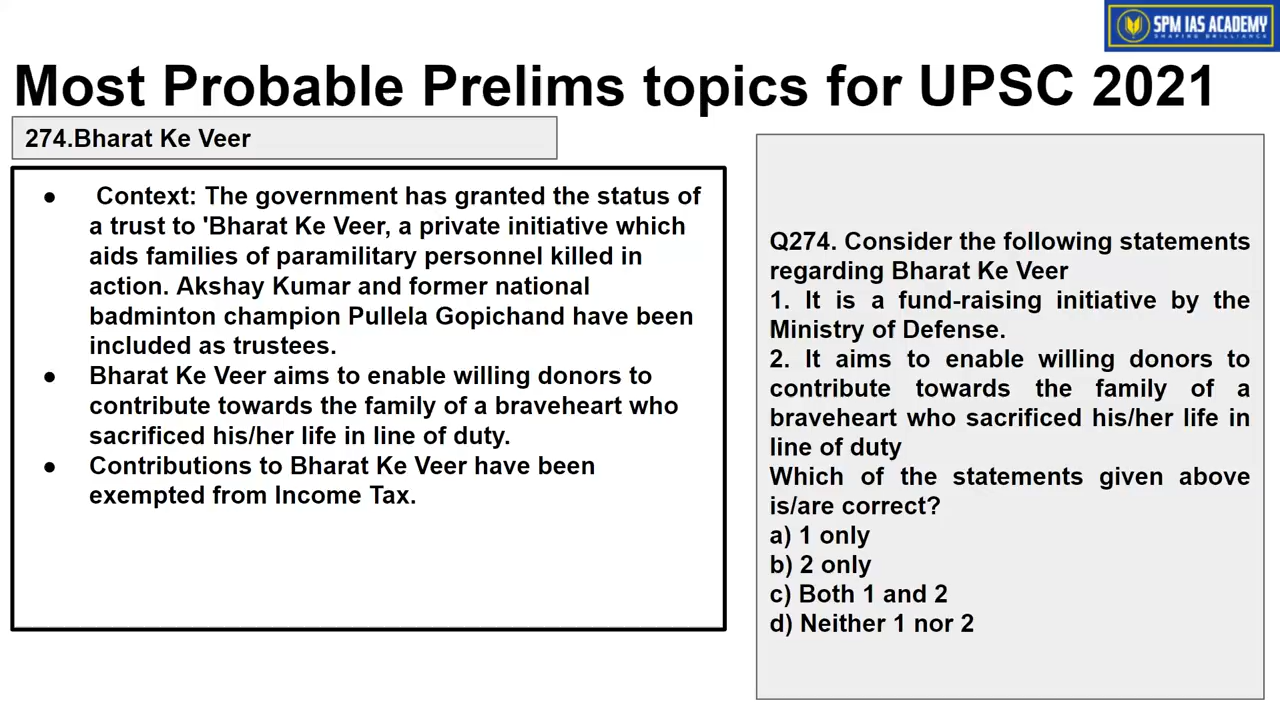 SPM IAS ACADEMY
SHAPING BRILLIANCE
Most Probable Prelims topics for UPSC 2021
274.Bharat Ke Veer
● Context: The government has granted the status of
a trust to 'Bharat Ke Veer, a private initiative which
aids families of paramilitary personnel killed in
action. Akshay Kumar and former national
badminton champion Pullela Gopichand have been
included as trustees.
● Bharat Ke Veer aims to enable willing donors to
contribute towards the family of a braveheart who
sacrificed his/her life in line of duty.
● Contributions to Bharat Ke Veer have been
exempted from Income Tax.
Q274. Consider the following statements
regarding Bharat Ke Veer
1. It is a fund-raising initiative by the
Ministry of Defense.
2. It aims to enable willing donors to
contribute towards the family of a
braveheart who sacrificed his/her life in
line of duty
Which of the statements given above
is/are correct?
a) 1 only
b) 2 only
c) Both 1 and 2
d) Neither 1 nor 2